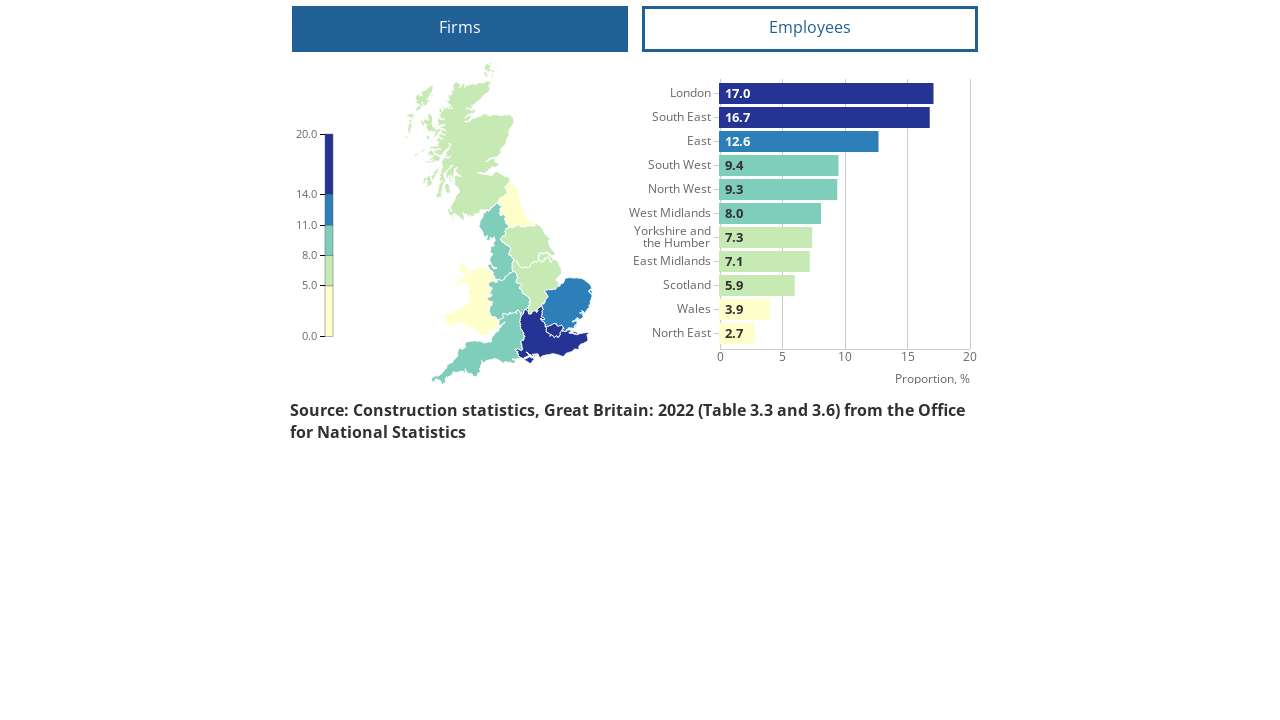 Firms
Employees
20.0
14.0
11.0
8.0
5.0
0.0
London 17.0
South East 16.7
East 12.6
South West 9.4
North West 9.3
West Midlands 8.0
Yorkshire and
the Humber 7.3
East Midlands 7.1
Scotland 5.9
Wales 3.9
North East 2.7
0 5 10 15 20
Proportion, %
Source: Construction statistics, Great Britain: 2022 (Table 3.3 and 3.6) from the Office
for National Statistics